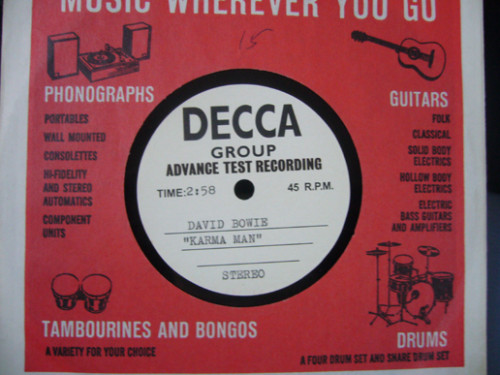 MUSIC WHEREVER YOU GO
15
PHONOGRAPHS
PORTABLES
WALL MOUNTED
CONSOLETTES
HI-FIDELITY
AND STEREO
AUTOMATICS
COMPONENT
UNITS
GUITARS
FOLK
CLASSICAL
SOLID BODY
ELECTRICS
HOLLOW BODY
ELECTRICS
ELECTRIC
BASS GUITARS
AND AMPLIFIERS
DECCA
GROUP
ADVANCE TEST RECORDING
TIME:2:58 45 R.P.M.
DAVID BOWIE
"KARMA MAN"
STEREO
TAMBOURINES AND BONGOS
A VARIETY FOR YOUR CHOICE
DRUMS
A FOUR DRUM SET AND SNARE DRUM SET